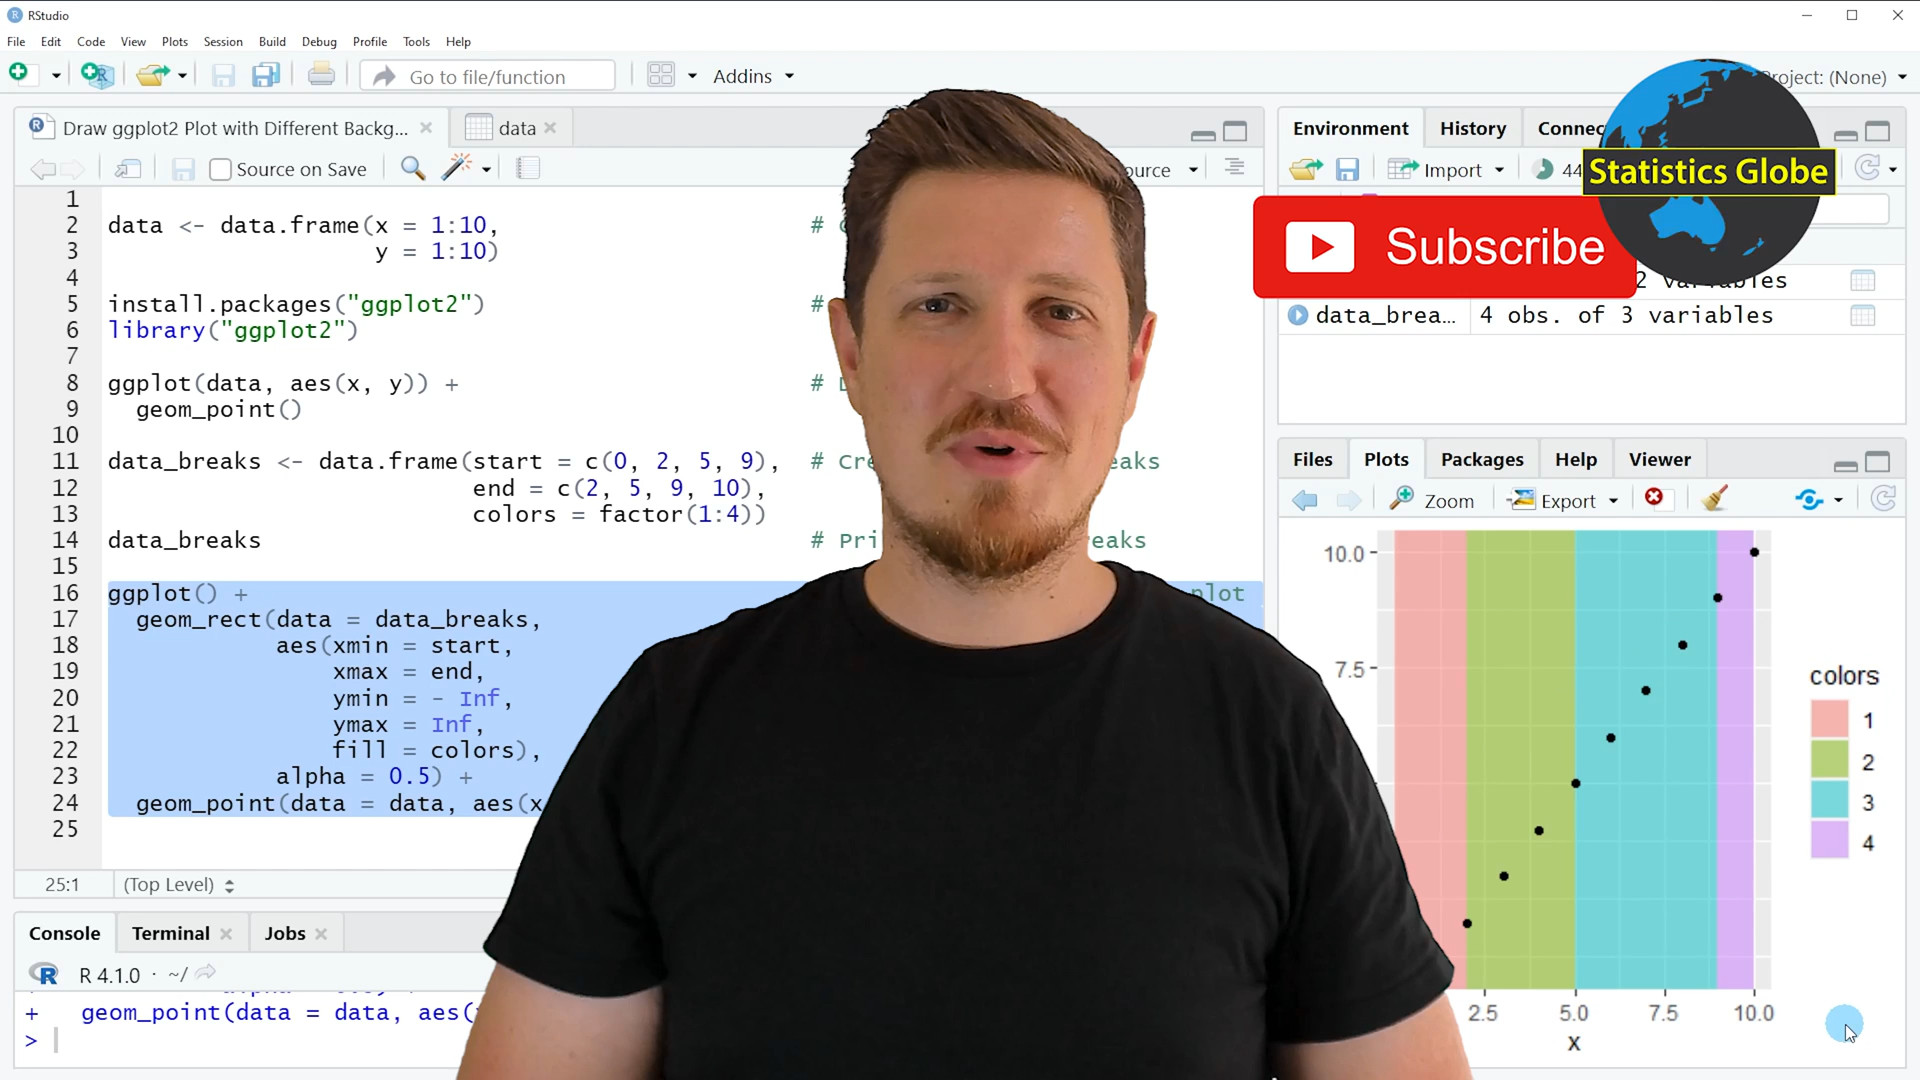 RStudio
File Edit Code View Plots Session Build Debug Profile Tools Help
Go to file/function
Addins
Project: (None)
Draw ggplot2 Plot with Different Backg...
data
Source on Save
Environment History
Import
Statistics Globe
Subscribe
2 variables
data_brea... 4 obs. of 3 variables
1
2 data <- data.frame(x = 1:10, #
3 y = 1:10)
4
5 install.packages("ggplot2") #
6 library("ggplot2")
7
8 ggplot(data, aes(x, y)) + #
9 geom_point()
10
11 data_breaks <- data.frame(start = c(0, 2, 5, 9), #
12 end = c(2, 5, 9, 10),
13 colors = factor(1:4))
14 data_breaks #
15
16 ggplot() + plot
17 geom_rect(data = data_breaks,
18 aes(xmin = start,
19 xmax = end,
20 ymin = - Inf,
21 ymax = Inf,
22 fill = colors),
23 alpha = 0.5) +
24 geom_point(data = data, aes(x
25
25:1 (Top Level)
Console Terminal Jobs
R 4.1.0 · ~/
+ geom_point(data = data, aes(
>
Files Plots Packages Help Viewer
Zoom Export
10.0
7.5
2.5 5.0 7.5 10.0
x
colors
1
2
3
4